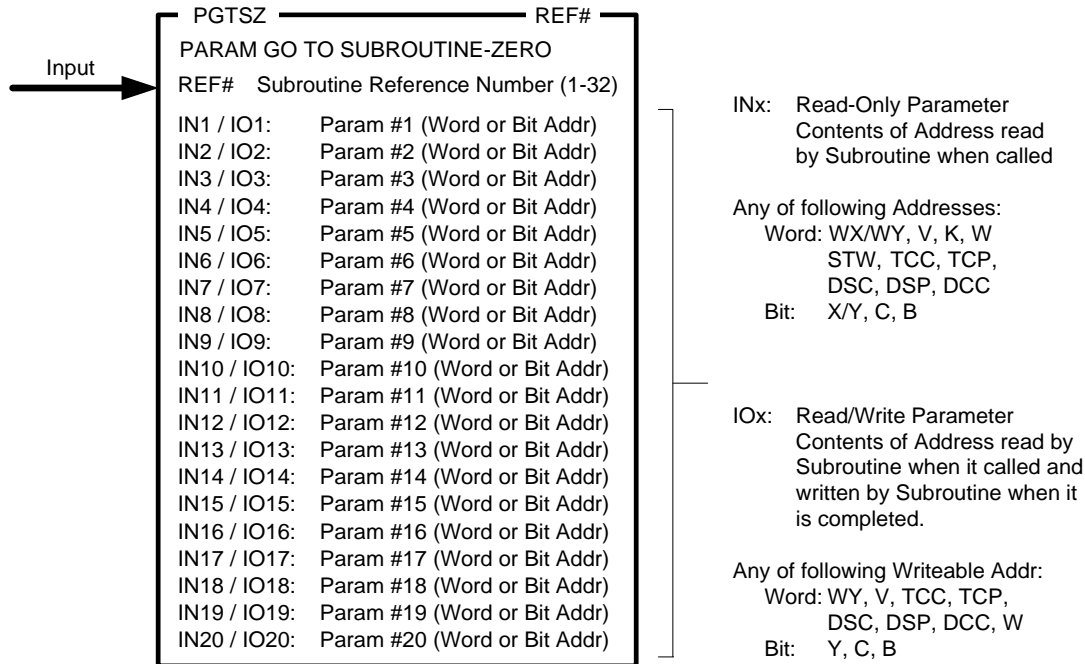 PGTSZ REF#
PARAM GO TO SUBROUTINE-ZERO
Input
REF# Subroutine Reference Number (1-32)
IN1 / IO1: Param #1 (Word or Bit Addr)
IN2 / IO2: Param #2 (Word or Bit Addr)
IN3 / IO3: Param #3 (Word or Bit Addr)
IN4 / IO4: Param #4 (Word or Bit Addr)
IN5 / IO5: Param #5 (Word or Bit Addr)
IN6 / IO6: Param #6 (Word or Bit Addr)
IN7 / IO7: Param #7 (Word or Bit Addr)
IN8 / IO8: Param #8 (Word or Bit Addr)
IN9 / IO9: Param #9 (Word or Bit Addr)
IN10 / IO10: Param #10 (Word or Bit Addr)
IN11 / IO11: Param #11 (Word or Bit Addr)
IN12 / IO12: Param #12 (Word or Bit Addr)
IN13 / IO13: Param #13 (Word or Bit Addr)
IN14 / IO14: Param #14 (Word or Bit Addr)
IN15 / IO15: Param #15 (Word or Bit Addr)
IN16 / IO16: Param #16 (Word or Bit Addr)
IN17 / IO17: Param #17 (Word or Bit Addr)
IN18 / IO18: Param #18 (Word or Bit Addr)
IN19 / IO19: Param #19 (Word or Bit Addr)
IN20 / IO20: Param #20 (Word or Bit Addr)
INx: Read-Only Parameter
Contents of Address read
by Subroutine when called
Any of following Addresses:
Word: WX/WY, V, K, W
STW, TCC, TCP,
DSC, DSP, DCC
Bit: X/Y, C, B
IOx: Read/Write Parameter
Contents of Address read by
Subroutine when it called and
written by Subroutine when it
is completed.
Any of following Writeable Addr:
Word: WY, V, TCC, TCP,
DSC, DSP, DCC, W
Bit: Y, C, B